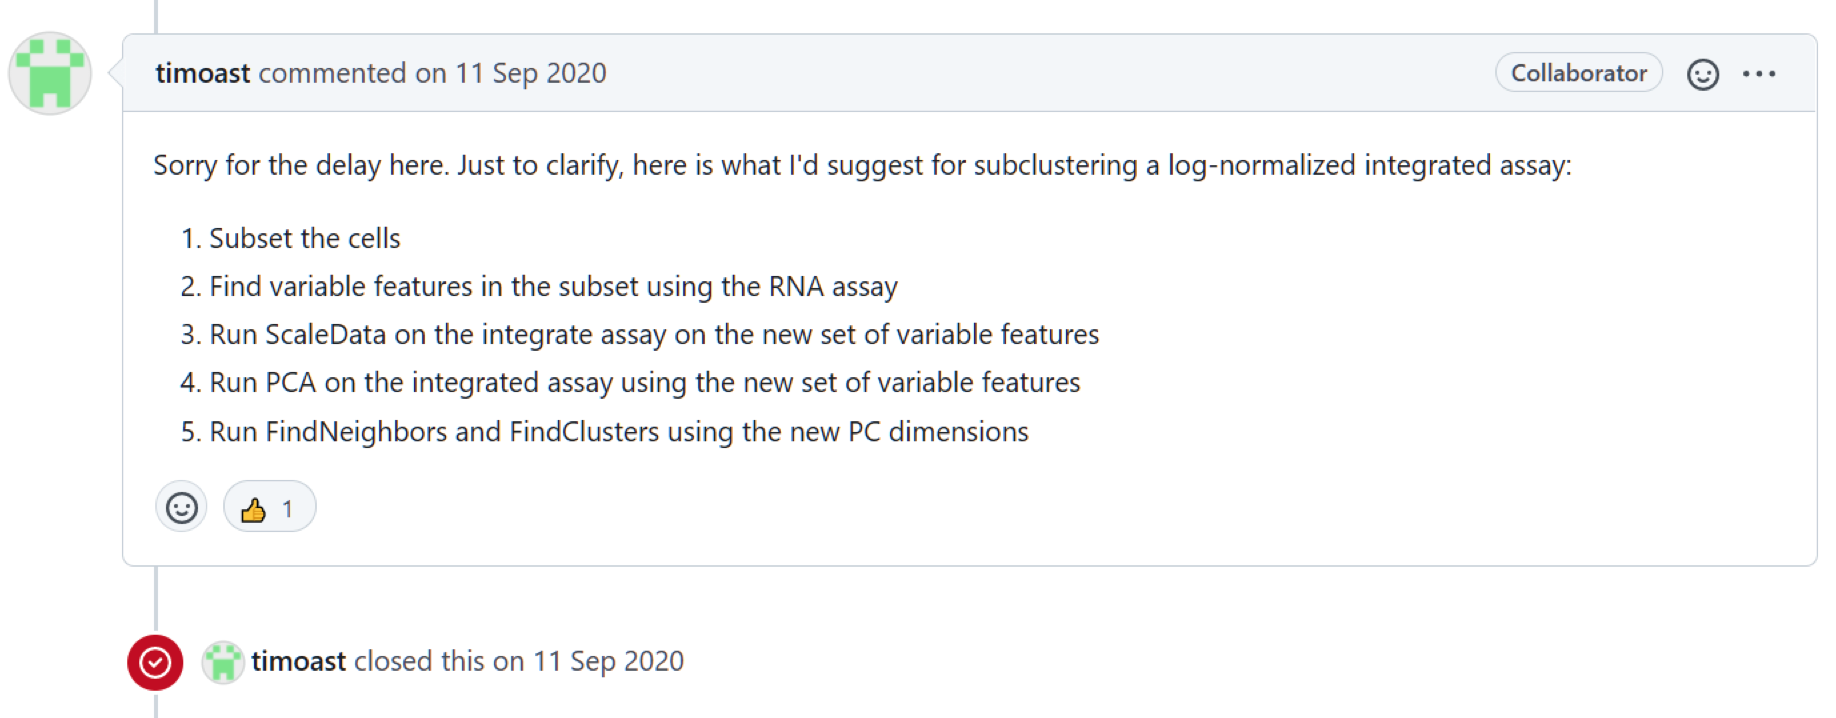 timoast commented on 11 Sep 2020
Collaborator
Sorry for the delay here. Just to clarify, here is what I'd suggest for subclustering a log-normalized integrated assay:
1. Subset the cells
2. Find variable features in the subset using the RNA assay
3. Run ScaleData on the integrate assay on the new set of variable features
4. Run PCA on the integrated assay using the new set of variable features
5. Run FindNeighbors and FindClusters using the new PC dimensions
👍 1
timoast closed this on 11 Sep 2020